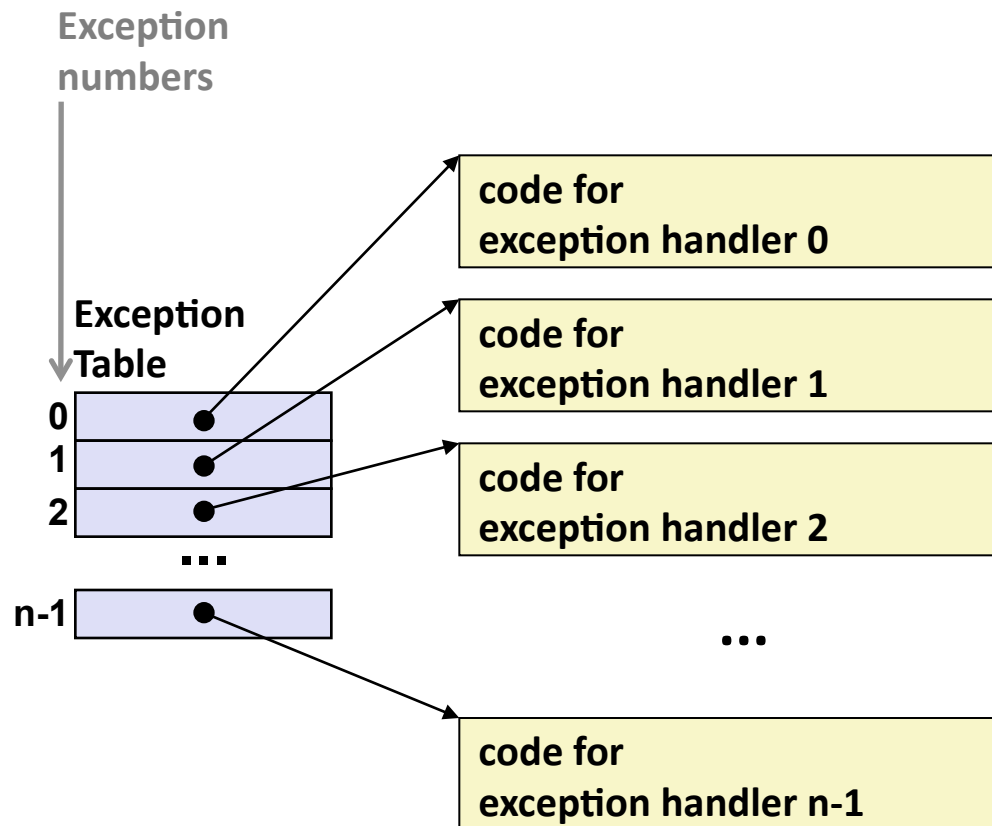 Exception
numbers
code for
exception handler 0
Exception
Table
code for
exception handler 1
0
1
2
code for
exception handler 2
...
n-1
...
code for
exception handler n-1